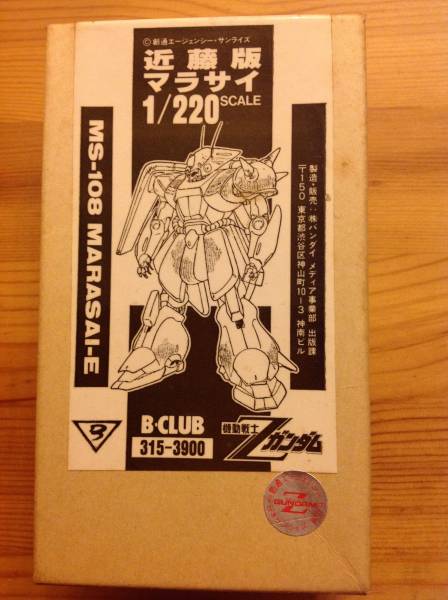 ©創通エージェンシー・サンライズ
近藤版
マラサイ
1/220 SCALE
MS-108 MARASAI-E
製造・販売:㈱バンダイ メディア事業部 出版課
〒150 東京都渋谷区神山町10-3 神南ビル
3
B・CLUB
315-3900
機動戦士Zガンダム
Z
GUNDAM